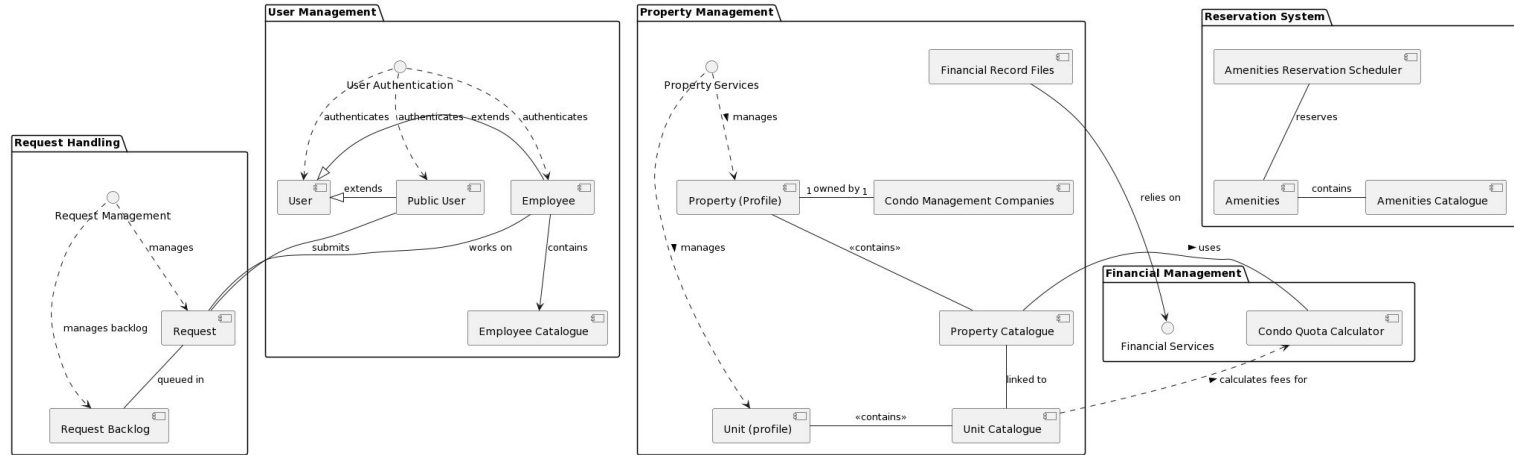 User Management
User Authentication
authenticates
authenticates
extends
authenticates
User
extends
Public User
Employee
submits
works on
contains
Employee Catalogue
Request Handling
Request Management
manages
manages backlog
Request
queued in
Request Backlog
Property Management
Property Services
Financial Record Files
▼ manages
Property (Profile)
1 owned by 1
Condo Management Companies
◄ manages
«contains»
Property Catalogue
linked to
Unit (profile)
«contains»
Unit Catalogue
relies on
► uses
Financial Management
Financial Services
Condo Quota Calculator
► calculates fees for
Reservation System
Amenities Reservation Scheduler
reserves
Amenities
contains
Amenities Catalogue